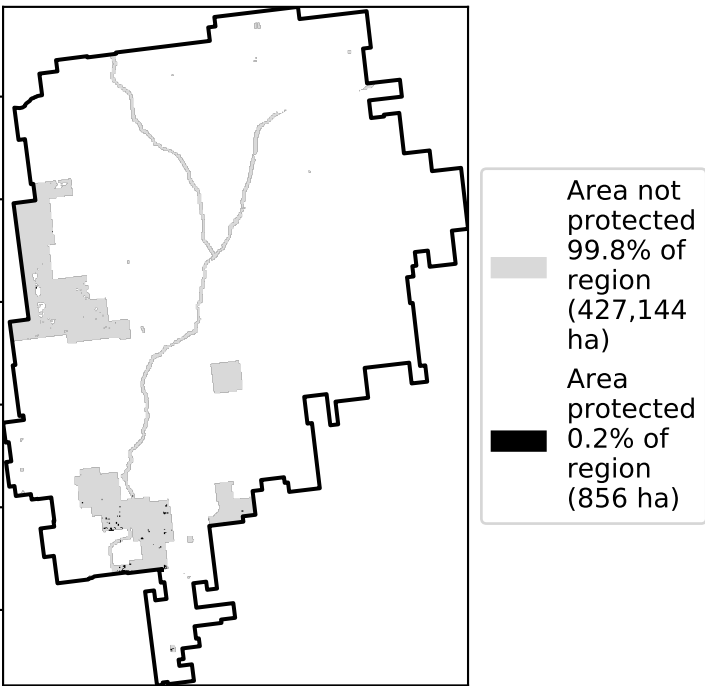 Area not
protected
99.8% of
region
(427,144
ha)
Area
protected
0.2% of
region
(856 ha)